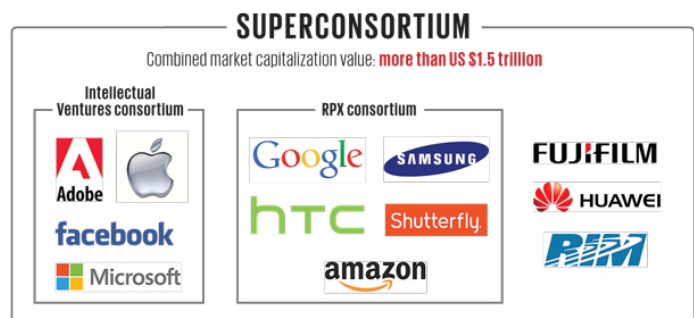 SUPERCONSORTIUM
Combined market capitalization value: more than US $1.5 trillion
Intellectual
Ventures consortium
Adobe
facebook
Microsoft
RPX consortium
Google
SAMSUNG
hTC
Shutterfly.
amazon
FUJIFILM
HUAWEI
RIM